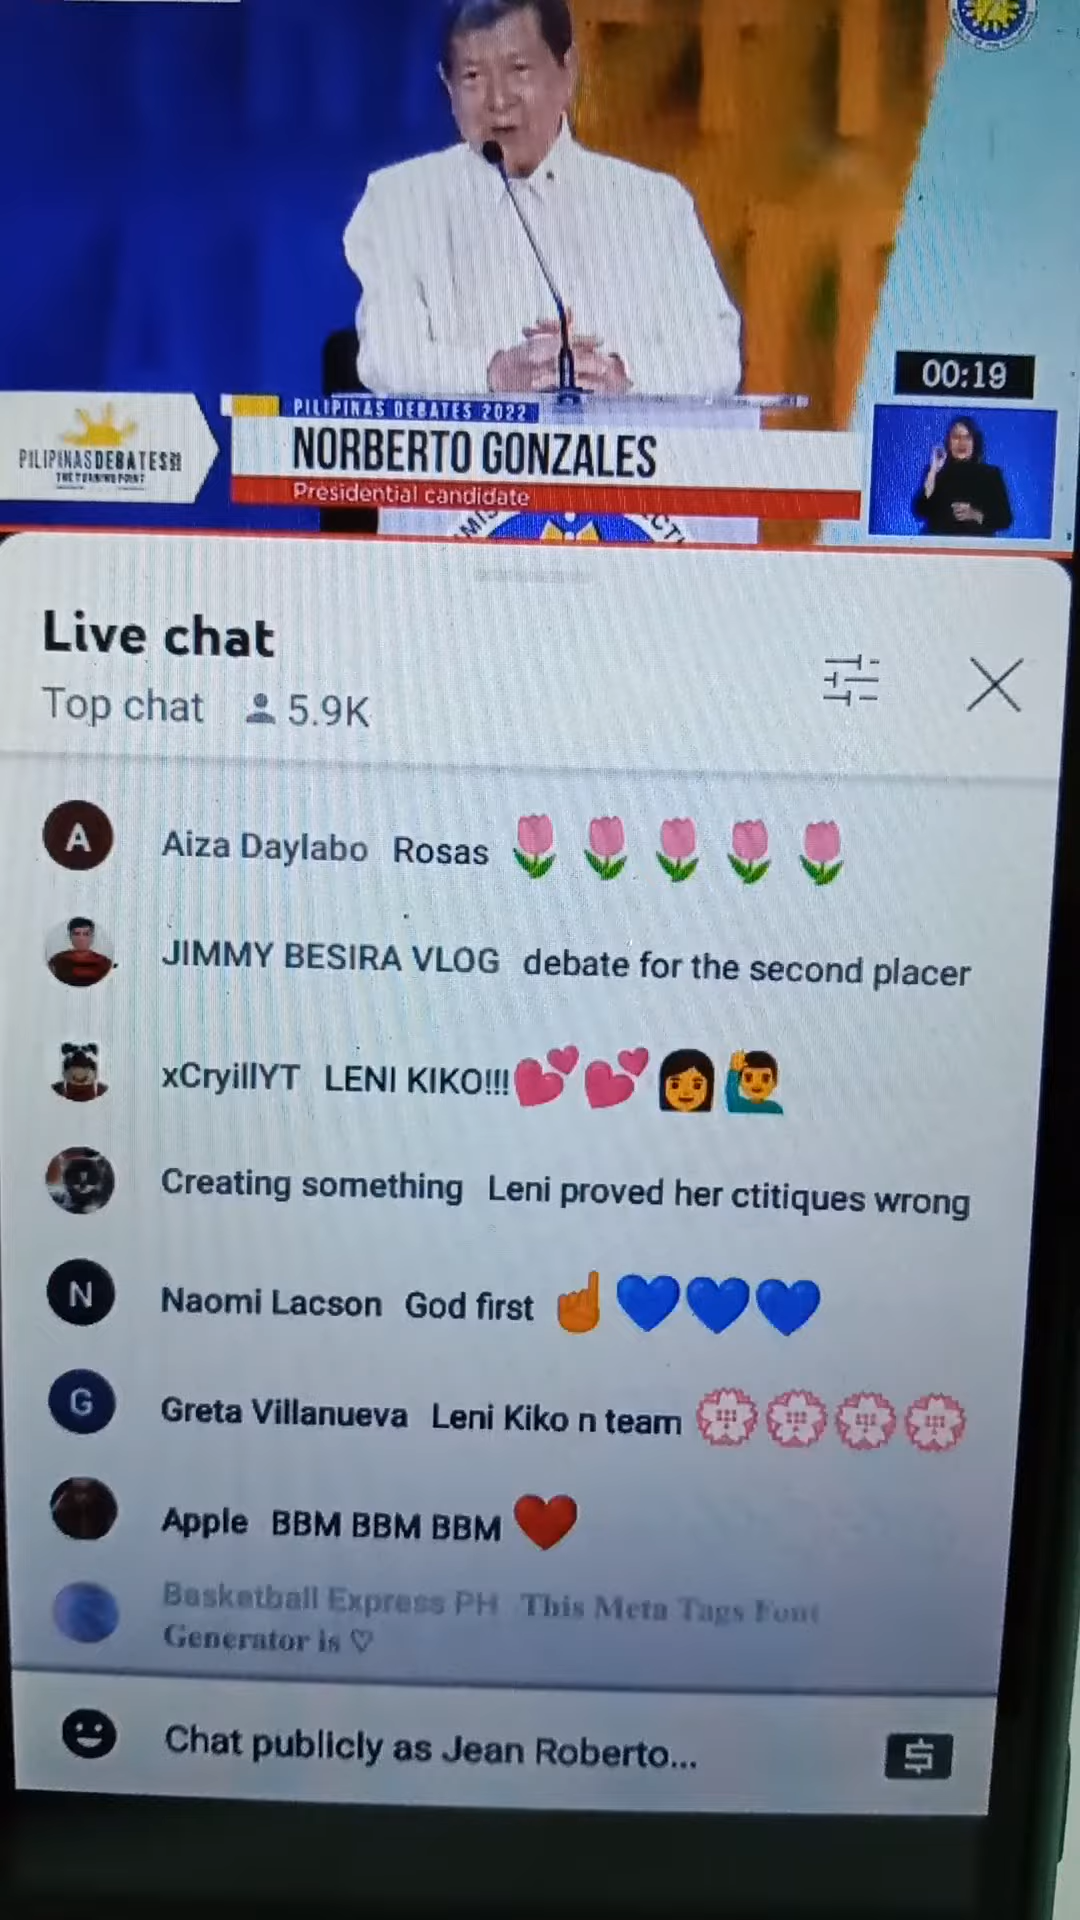 00:19
PILIPINAS DEBATES 2022
NORBERTO GONZALES
Presidential candidate
PILIPINASDEBATES
THE TURNING POINT
Live chat
Top chat 5.9K
A
Aiza Daylabo Rosas 🌷🌷🌷🌷🌷
JIMMY BESIRA VLOG debate for the second placer
xCryillYT LENI KIKO!!!💕💕👩🙋‍♂️
Creating something Leni proved her ctitiques wrong
N
Naomi Lacson God first ☝💙💙💙
G
Greta Villanueva Leni Kiko n team 💮💮💮💮
Apple BBM BBM BBM ❤
Basketball Express PH This Meta Tags Font
Generator is ♡
Chat publicly as Jean Roberto...
$